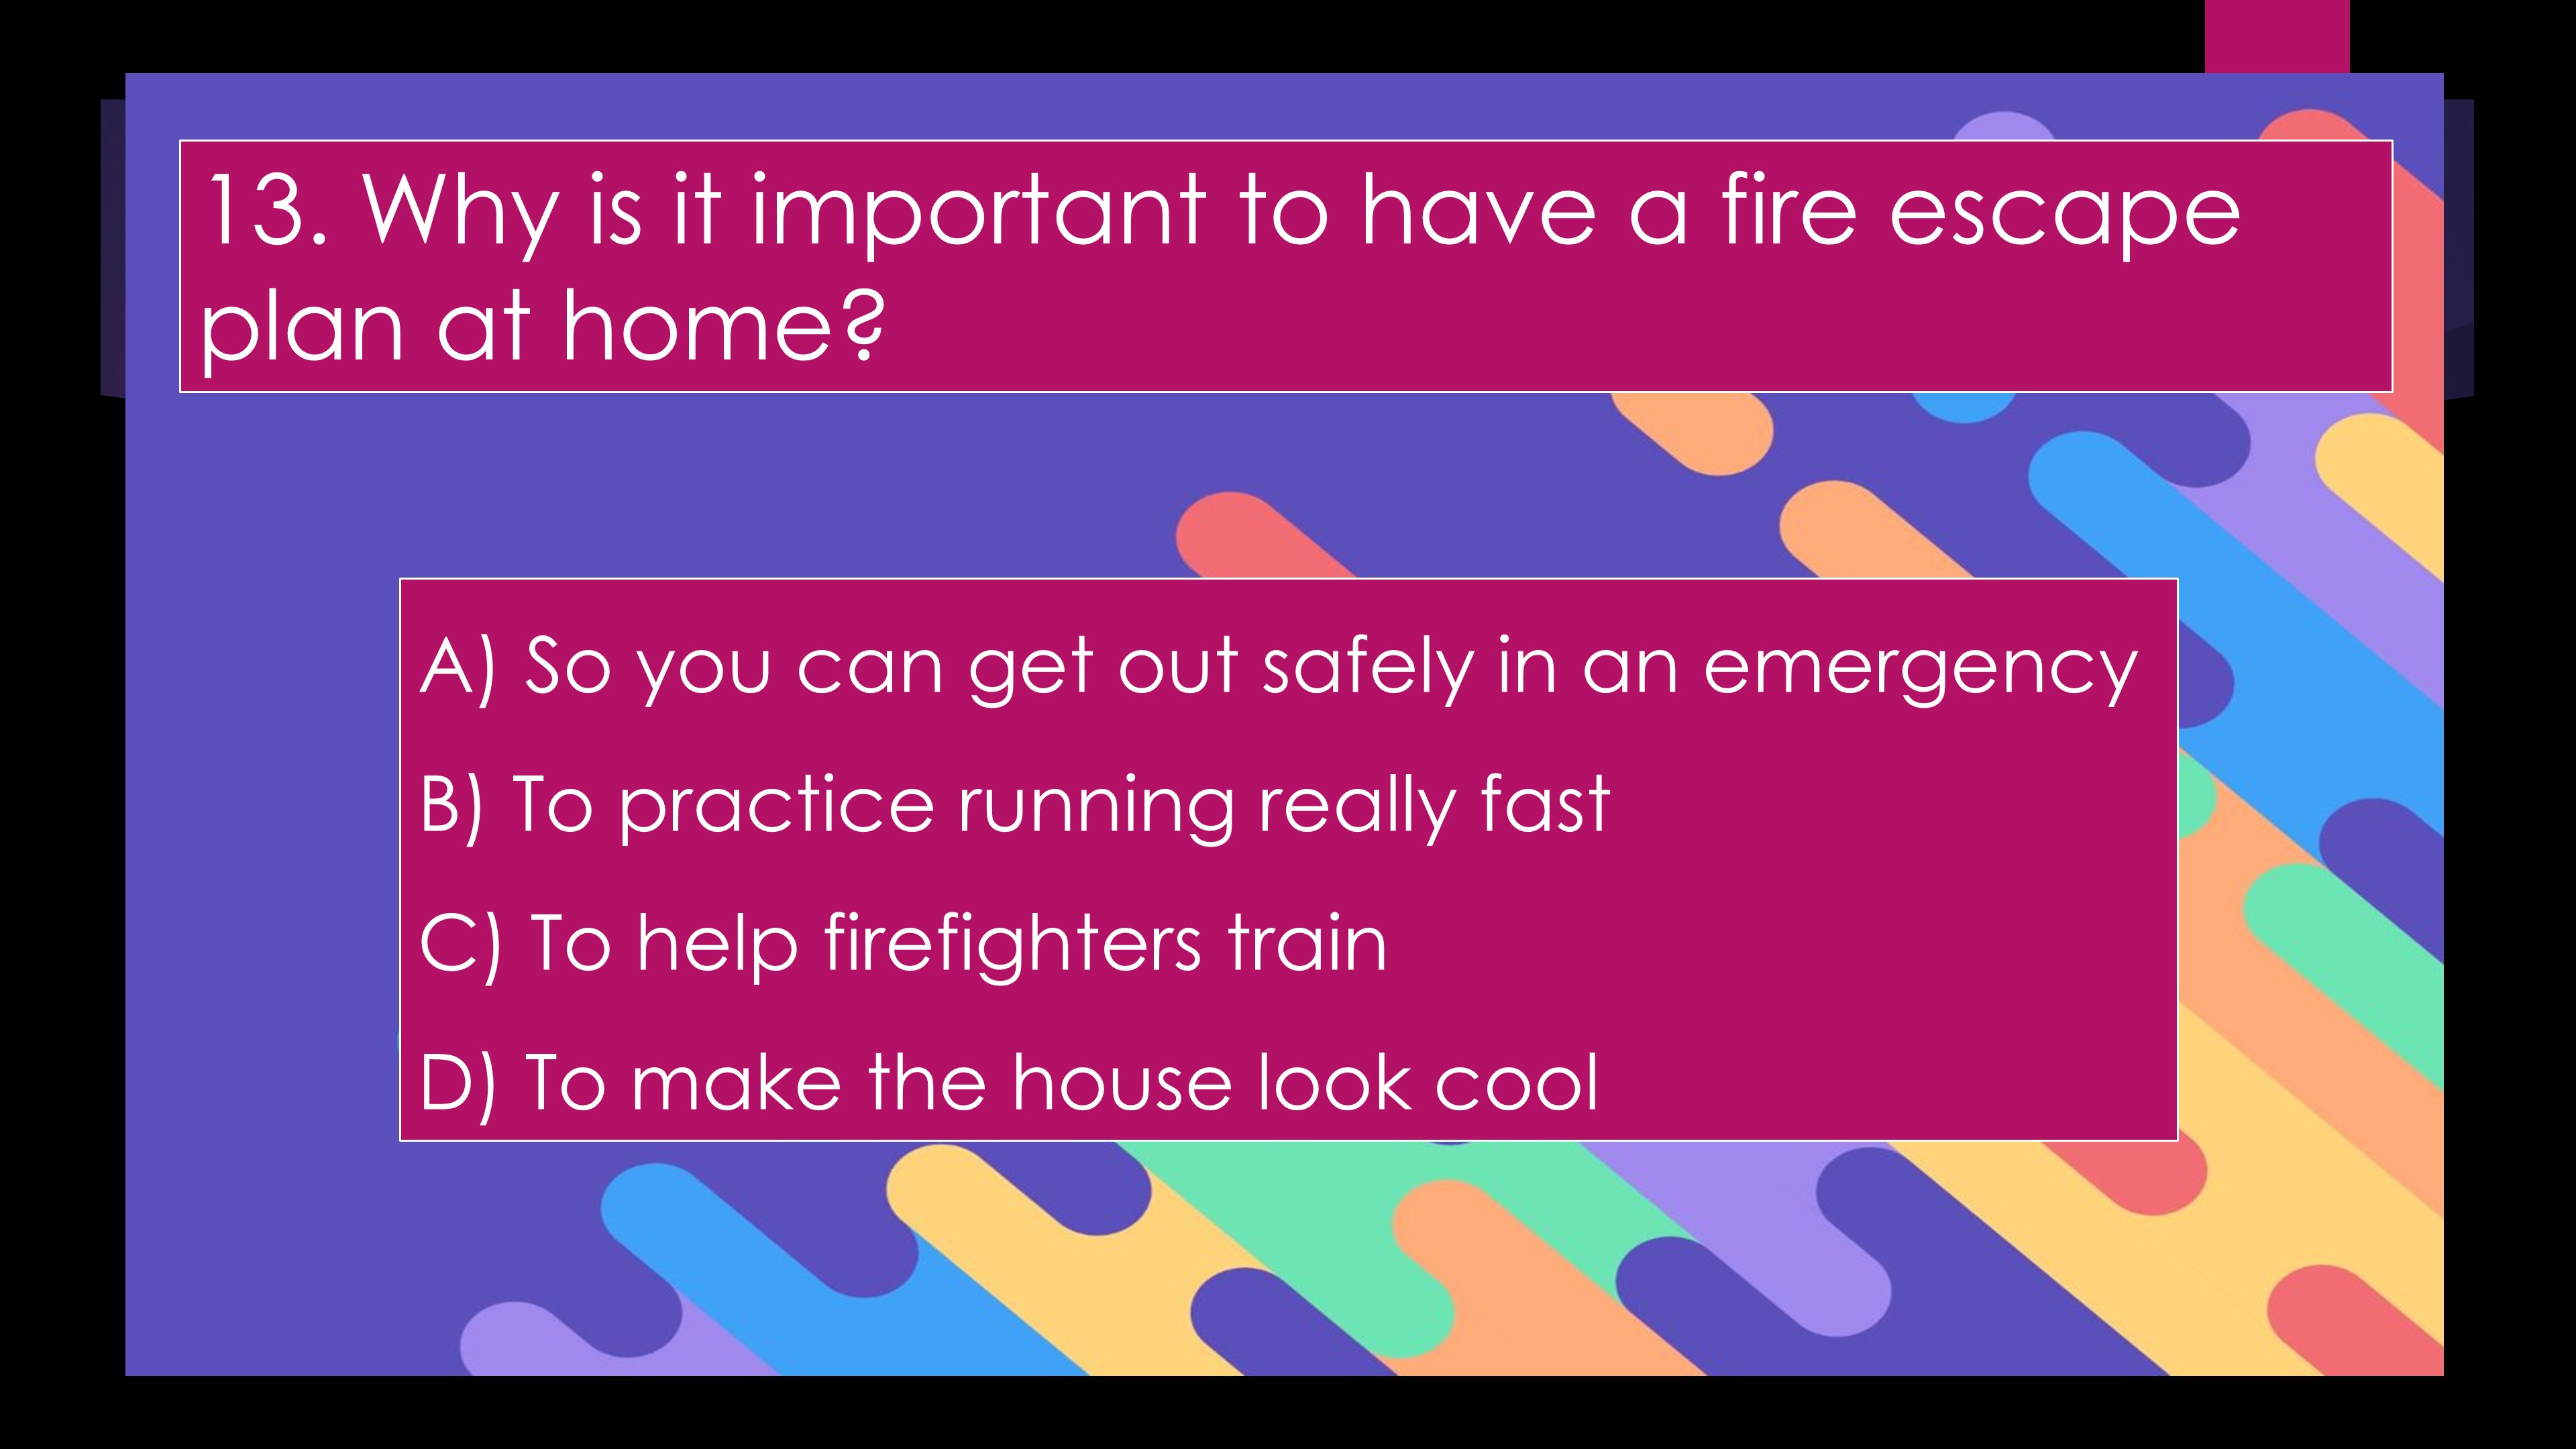 13. Why is it important to have a fire escape
plan at home?
A) So you can get out safely in an emergency
B) To practice running really fast
C) To help firefighters train
D) To make the house look cool